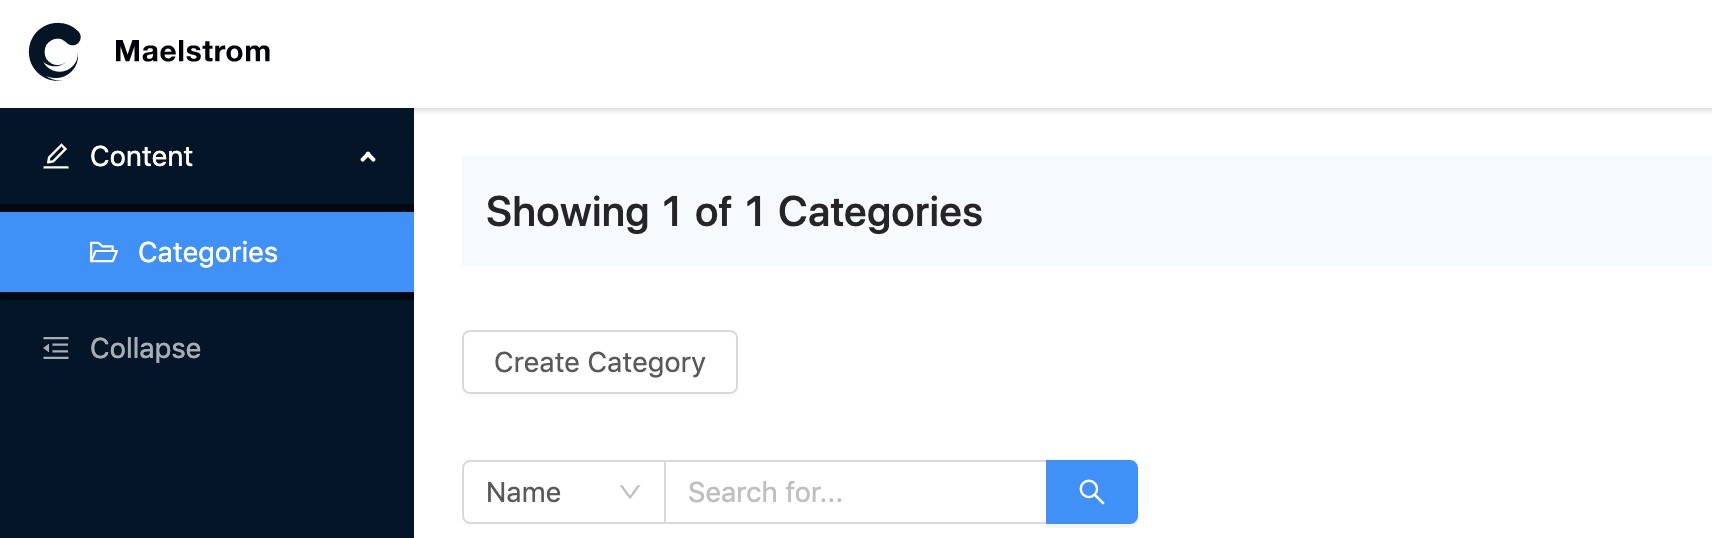 Maelstrom
Content
Categories
Collapse
Showing 1 of 1 Categories
Create Category
Name
Search for...